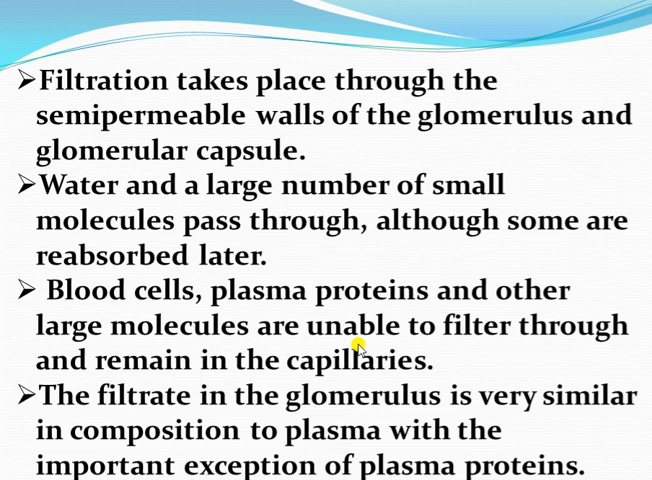 ➢Filtration takes place through the
semipermeable walls of the glomerulus and
glomerular capsule.
➢Water and a large number of small
molecules pass through, although some are
reabsorbed later.
➢ Blood cells, plasma proteins and other
large molecules are unable to filter through
and remain in the capillaries.
➢The filtrate in the glomerulus is very similar
in composition to plasma with the
important exception of plasma proteins.